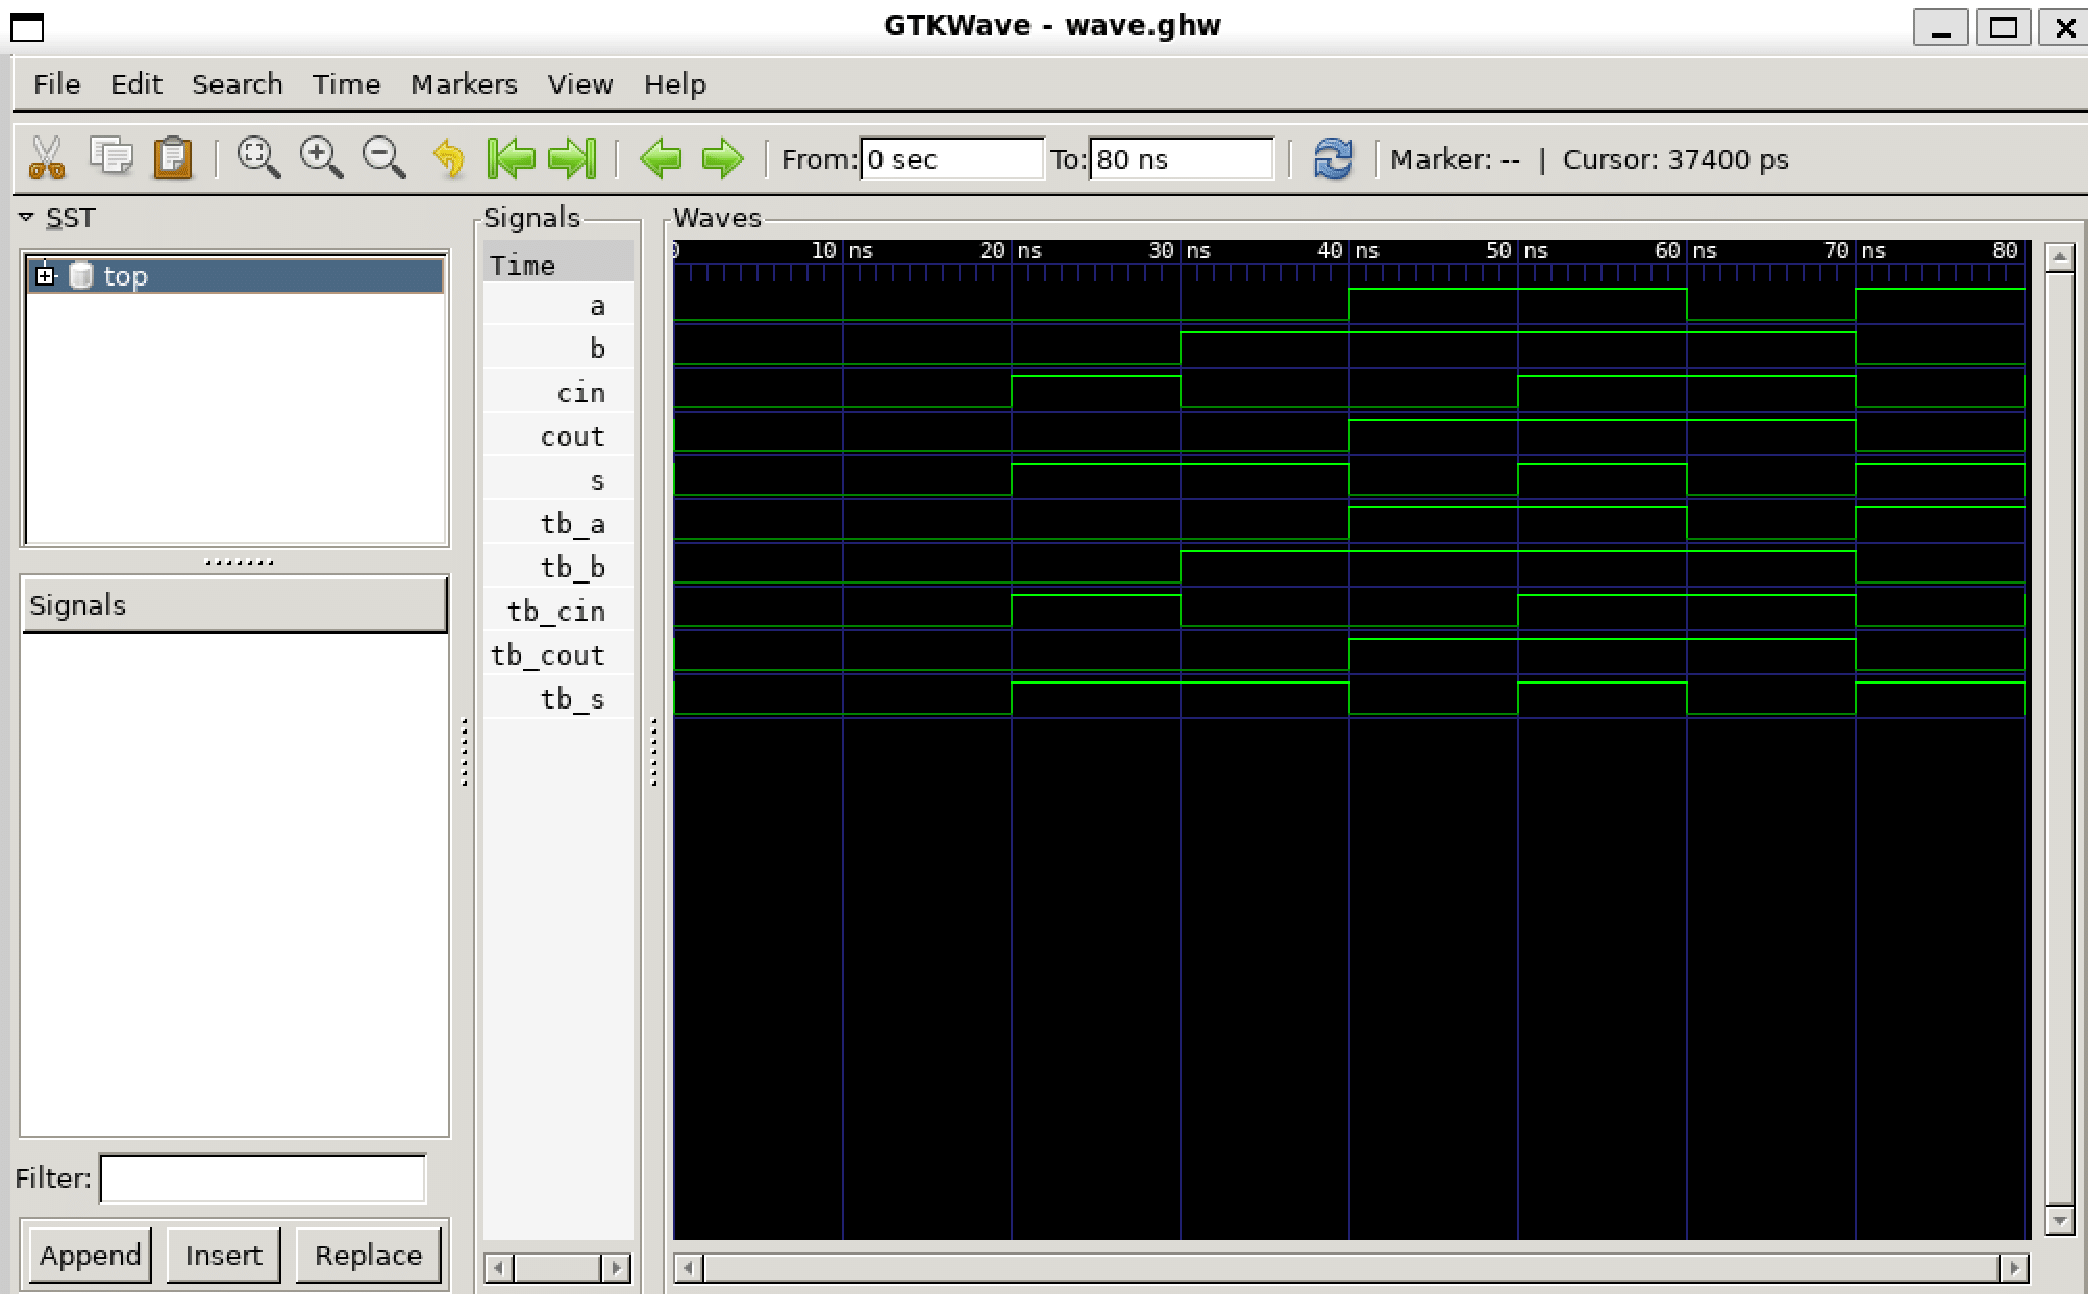 GTKWave - wave.ghw
File Edit Search Time Markers View Help
From: 0 sec To: 80 ns Marker: -- | Cursor: 37400 ps
SST
top
Signals
Filter:
Append Insert Replace
Signals
Time
a
b
cin
cout
s
tb_a
tb_b
tb_cin
tb_cout
tb_s
Waves
0 10 ns 20 ns 30 ns 40 ns 50 ns 60 ns 70 ns 80